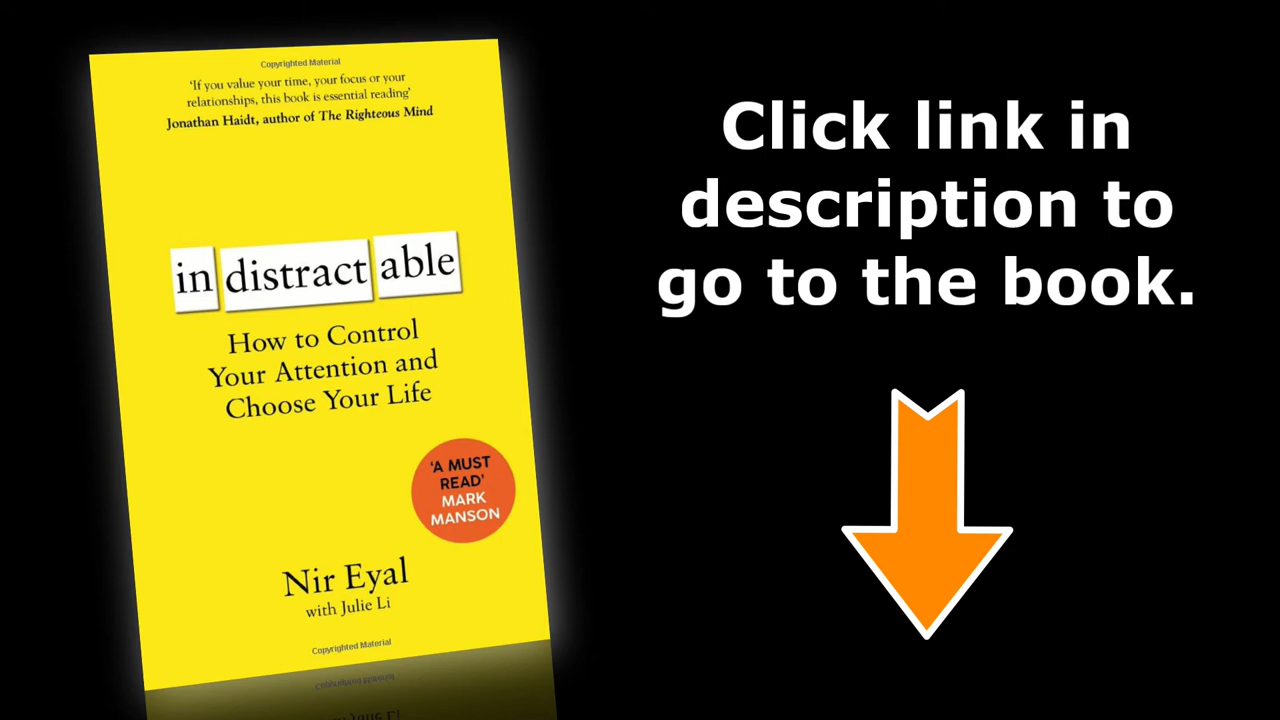 Copyrighted Material
'If you value your time, your focus or your
relationships, this book is essential reading'
Jonathan Haidt, author of The Righteous Mind
in distract able
How to Control
Your Attention and
Choose Your Life
'A MUST
READ'
MARK
MANSON
Nir Eyal
with Julie Li
Copyrighted Material
Click link in
description to
go to the book.